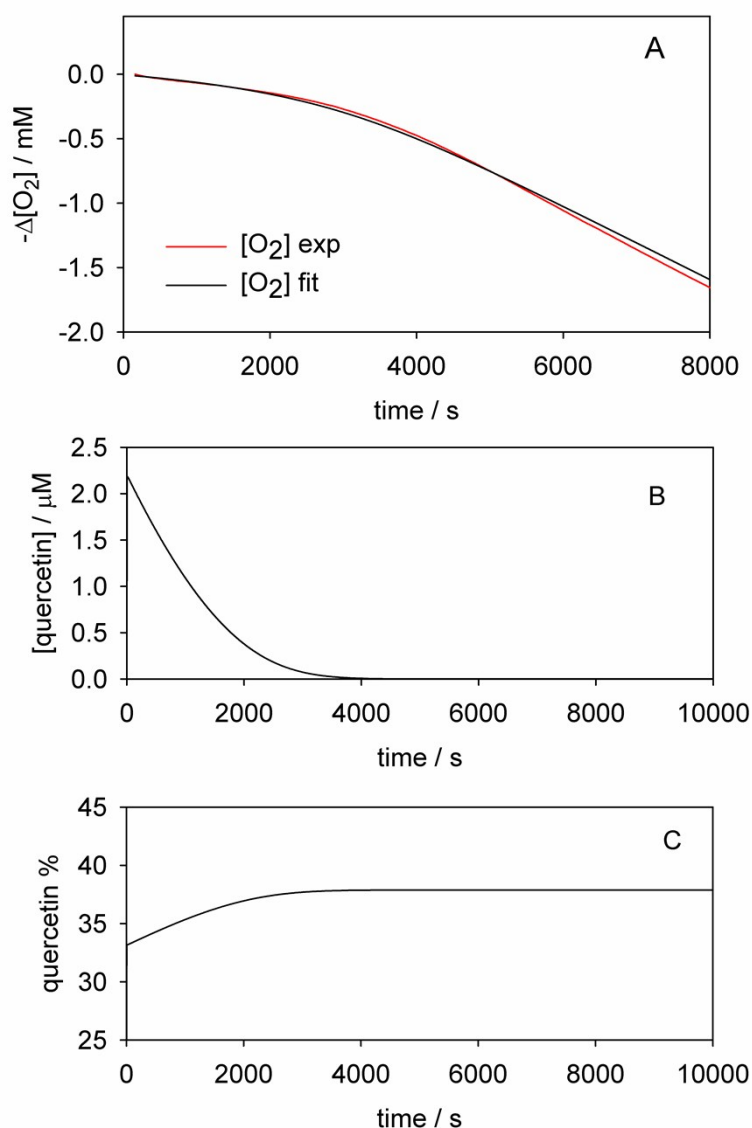 A
0.0
-0.5
-1.0
-1.5
-2.0
-Δ[O₂] / mM
[O₂] exp
[O₂] fit
0 2000 4000 6000 8000
time / s
B
2.5
2.0
1.5
1.0
0.5
0.0
[quercetin] / μM
0 2000 4000 6000 8000 10000
time / s
C
45
40
35
30
25
quercetin %
0 2000 4000 6000 8000 10000
time / s